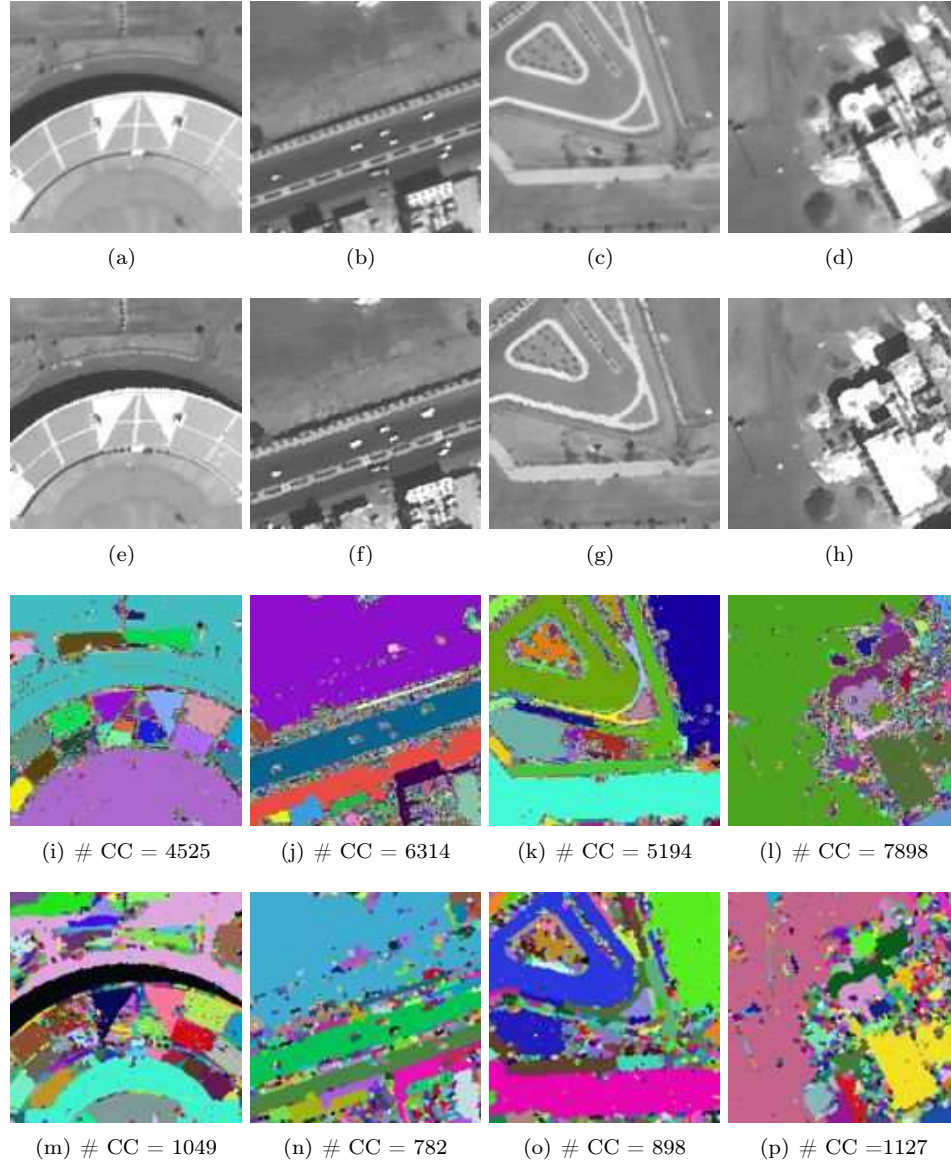 (a) (b) (c) (d)
(e) (f) (g) (h)
(i) # CC = 4525 (j) # CC = 6314 (k) # CC = 5194 (l) # CC = 7898
(m) # CC = 1049 (n) # CC = 782 (o) # CC = 898 (p) # CC =1127